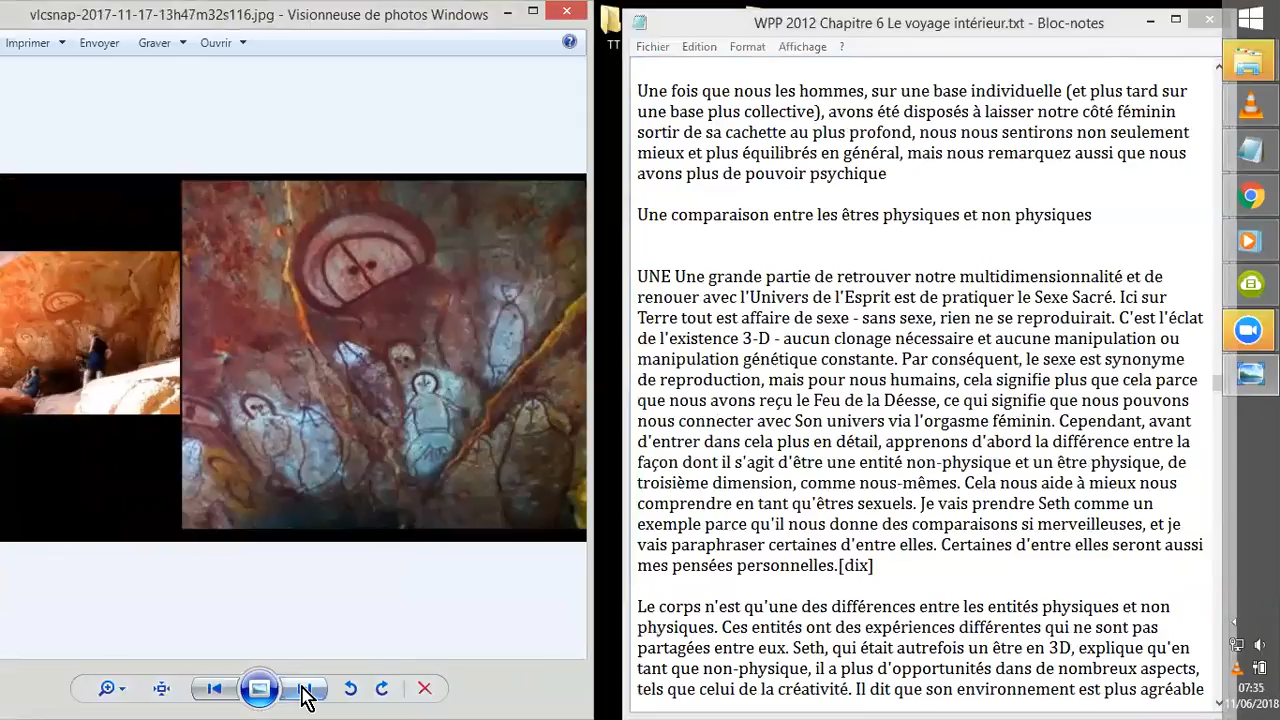 vlcsnap-2017-11-17-13h47m32s116.jpg - Visionneuse de photos Windows
Imprimer
Envoyer
Graver
Ouvrir
TT
WPP 2012 Chapitre 6 Le voyage intérieur.txt - Bloc-notes
Fichier
Edition
Format
Affichage
?
Une fois que nous les hommes, sur une base individuelle (et plus tard sur
une base plus collective), avons été disposés à laisser notre côté féminin
sortir de sa cachette au plus profond, nous nous sentirons non seulement
mieux et plus équilibrés en général, mais nous remarquez aussi que nous
avons plus de pouvoir psychique
Une comparaison entre les êtres physiques et non physiques
UNE Une grande partie de retrouver notre multidimensionnalité et de
renouer avec l'Univers de l'Esprit est de pratiquer le Sexe Sacré. Ici sur
Terre tout est affaire de sexe - sans sexe, rien ne se reproduirait. C'est l'éclat
de l'existence 3-D - aucun clonage nécessaire et aucune manipulation ou
manipulation génétique constante. Par conséquent, le sexe est synonyme
de reproduction, mais pour nous humains, cela signifie plus que cela parce
que nous avons reçu le Feu de la Déesse, ce qui signifie que nous pouvons
nous connecter avec Son univers via l'orgasme féminin. Cependant, avant
d'entrer dans cela plus en détail, apprenons d'abord la différence entre la
façon dont il s'agit d'être une entité non-physique et un être physique, de
troisième dimension, comme nous-mêmes. Cela nous aide à mieux nous
comprendre en tant qu'êtres sexuels. Je vais prendre Seth comme un
exemple parce qu'il nous donne des comparaisons si merveilleuses, et je
vais paraphraser certaines d'entre elles. Certaines d'entre elles seront aussi
mes pensées personnelles.[dix]
Le corps n'est qu'une des différences entre les entités physiques et non
physiques. Ces entités ont des expériences différentes qui ne sont pas
partagées entre eux. Seth, qui était autrefois un être en 3D, explique qu'en
tant que non-physique, il a plus d'opportunités dans de nombreux aspects,
tels que celui de la créativité. Il dit que son environnement est plus agréable
07:35
11/06/2018